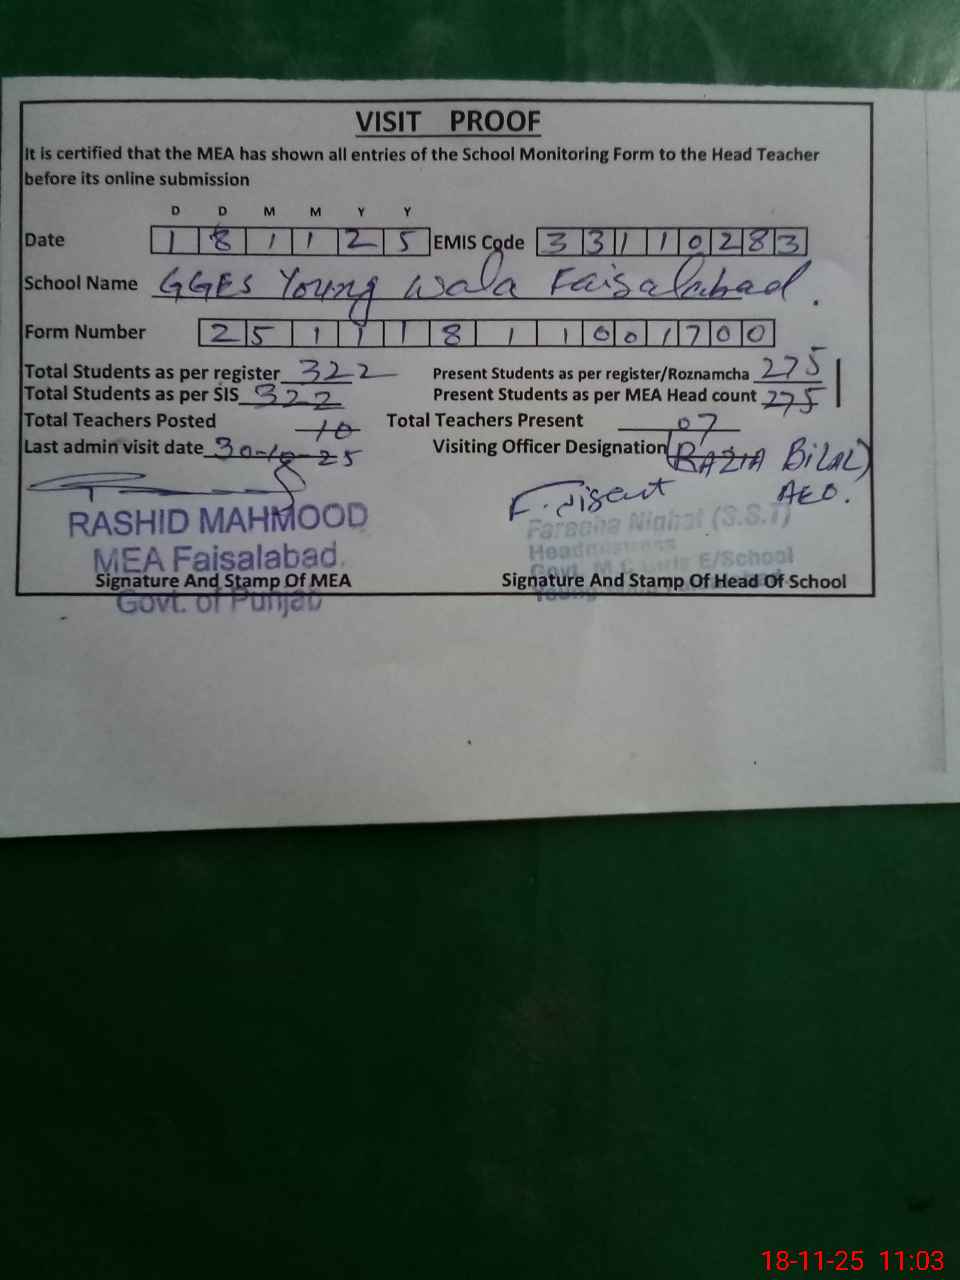 VISIT PROOF
It is certified that the MEA has shown all entries of the School Monitoring Form to the Head Teacher
before its online submission
D D M M Y Y
Date 1 8 1 1 2 5 EMIS Code 3 3 1 1 0 2 8 3
School Name GGES Young wala Faisalabad.
Form Number 2 5 1 1 1 8 1 1 0 0 1 7 0 0
Total Students as per register 322 Present Students as per register/Roznamcha 275
Total Students as per SIS 322 Present Students as per MEA Head count 275
Total Teachers Posted 10 Total Teachers Present 07
Last admin visit date 30-10-25 Visiting Officer Designation (RAZIA BiLAL)
AEO.
RASHID MAHMOOD
MEA Faisalabad
Signature And Stamp Of MEA
Govt. of Punjab
Fareeha Nighat (S.S.T)
Headmistress
Govt. M.C Girls E/School
Signature And Stamp Of Head Of School
18-11-25 11:03